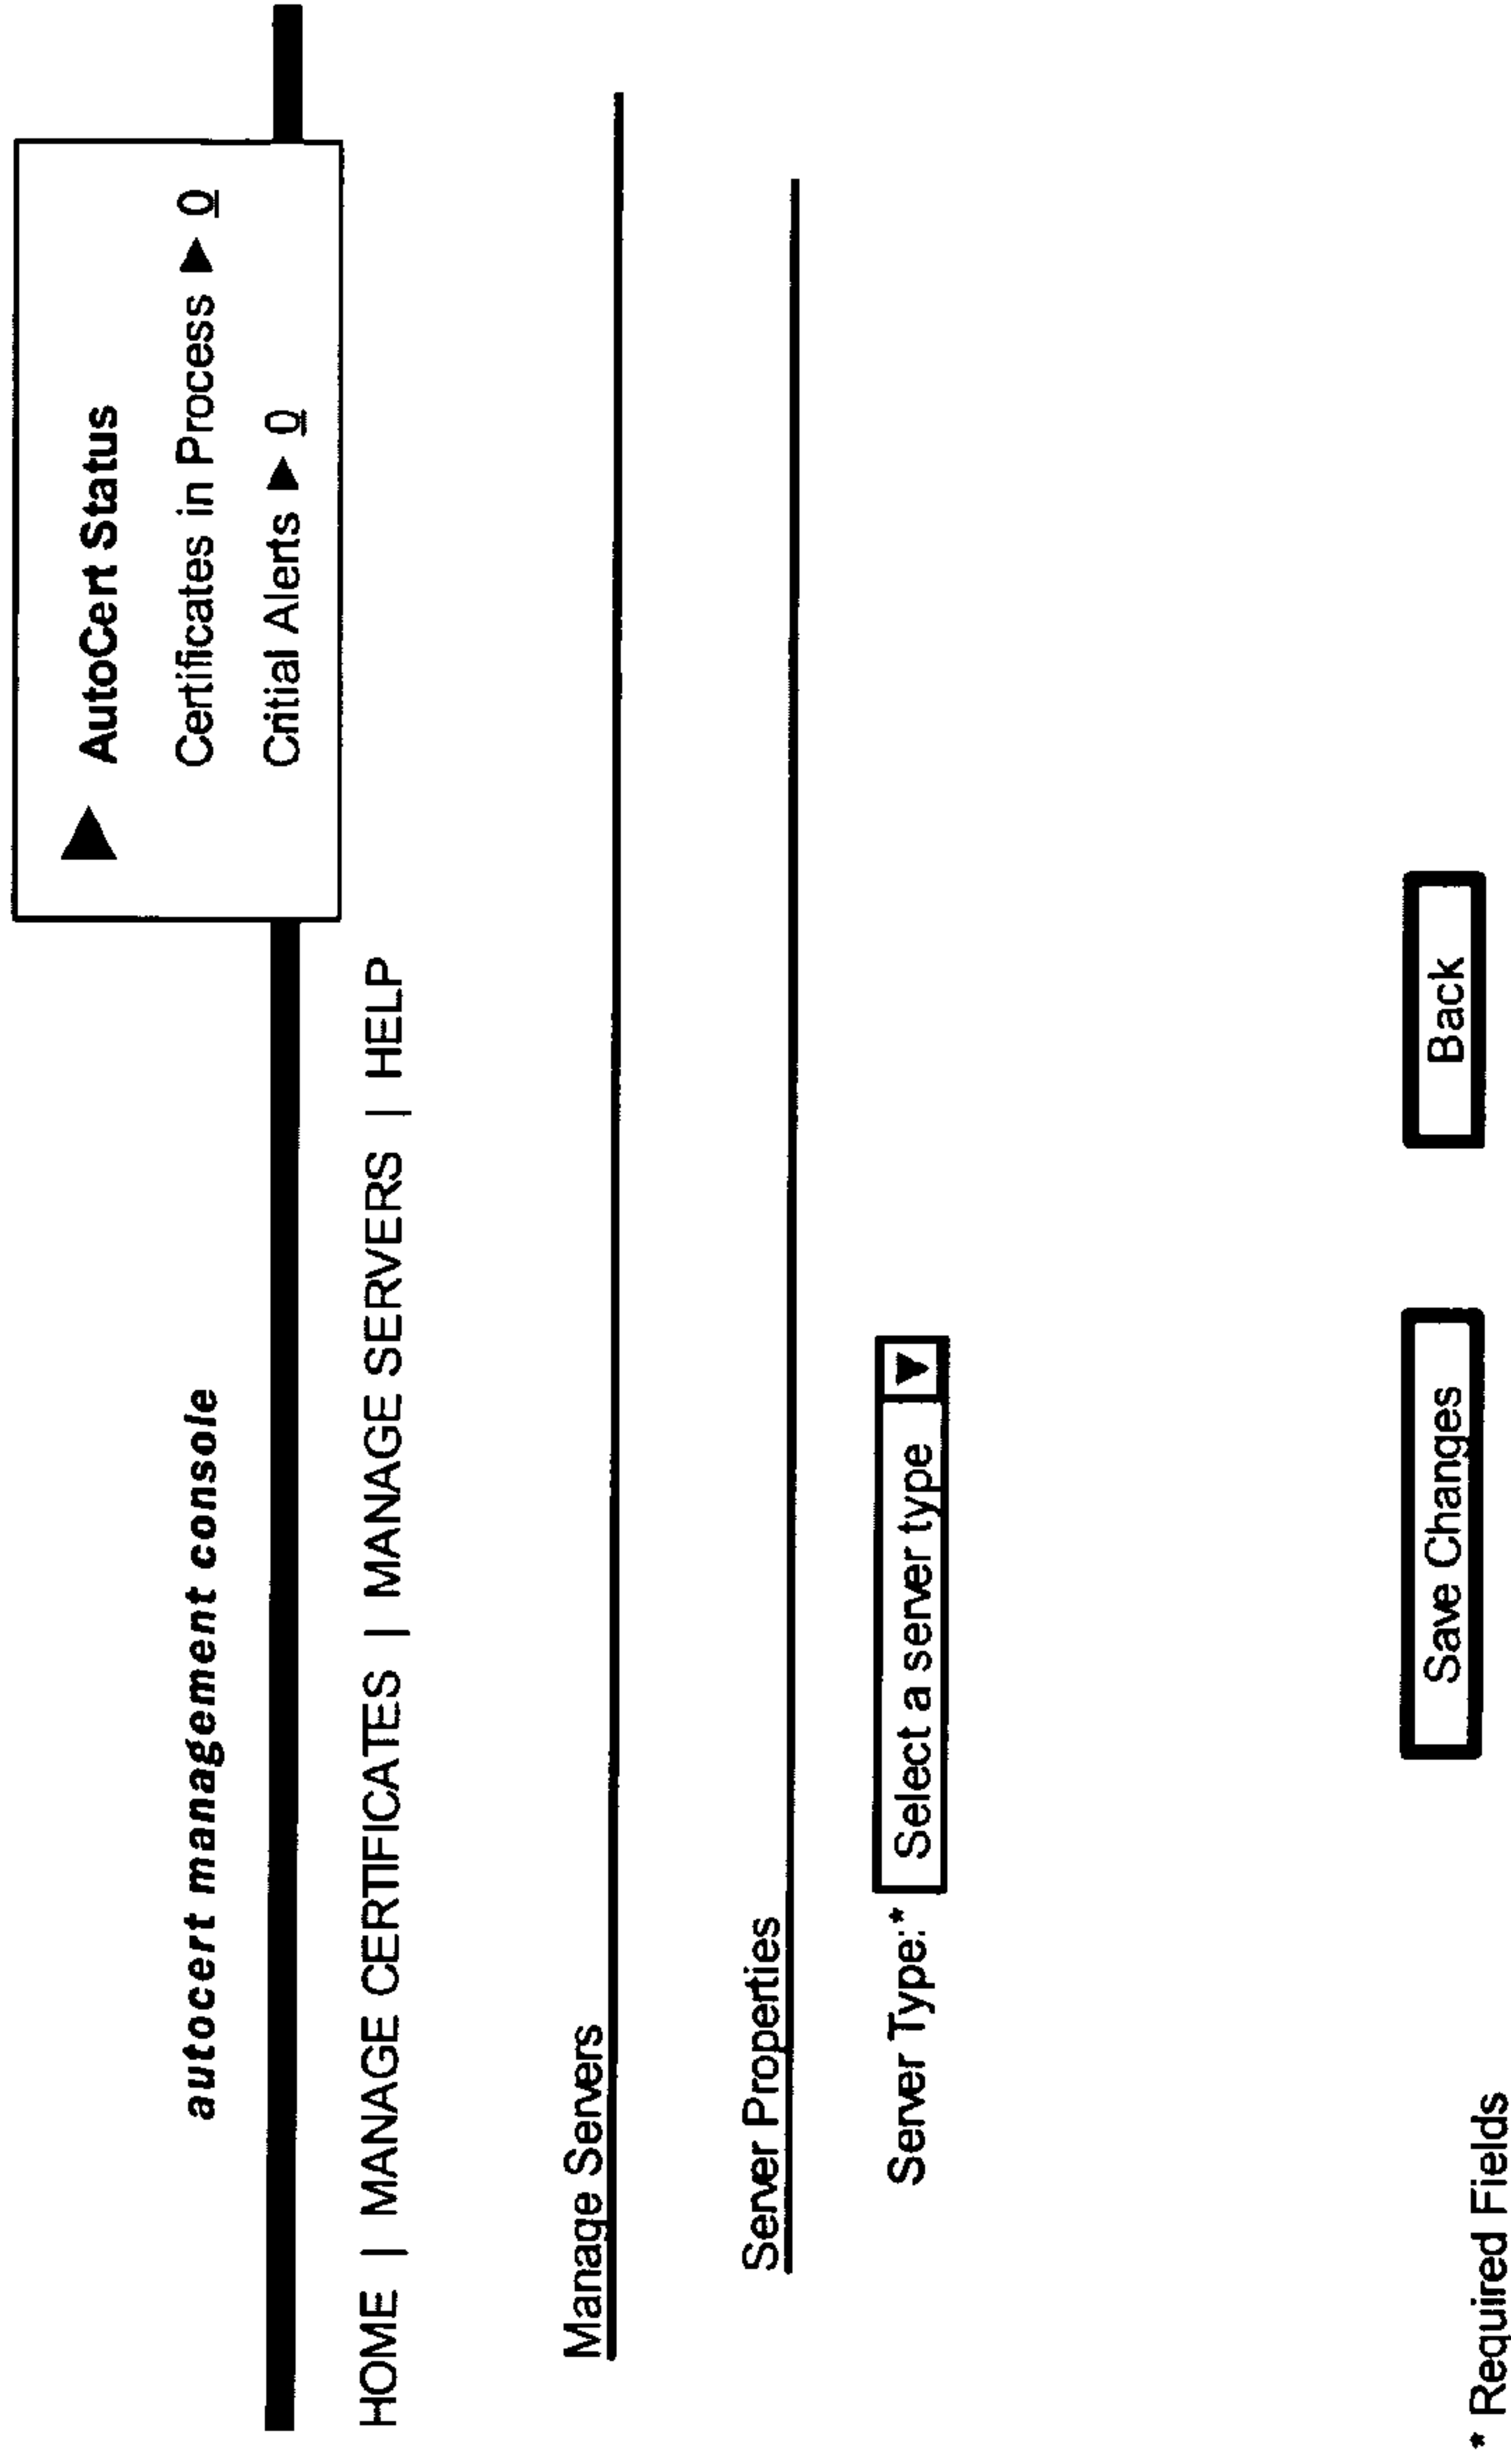 autocert management console
AutoCert Status
Certificates in Process ► 0
Critial Alerts ► 0
HOME | MANAGE CERTIFICATES | MANAGE SERVERS | HELP
Manage Servers
Server Properties
Server Type:* Select a server type ▼
Save Changes
Back
* Required Fields